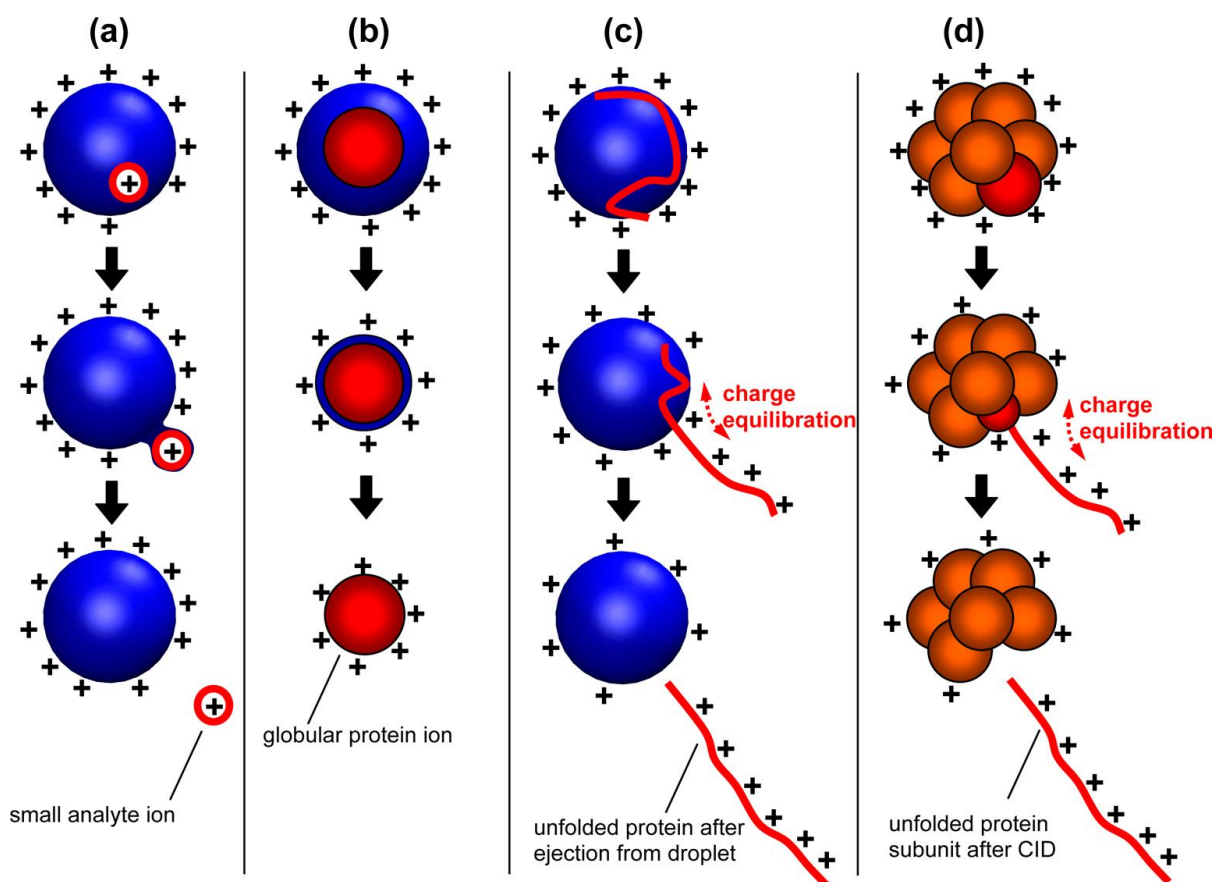 (a)
(b)
(c)
(d)
charge
equilibration
charge
equilibration
small analyte ion
globular protein ion
unfolded protein after
ejection from droplet
unfolded protein
subunit after CID